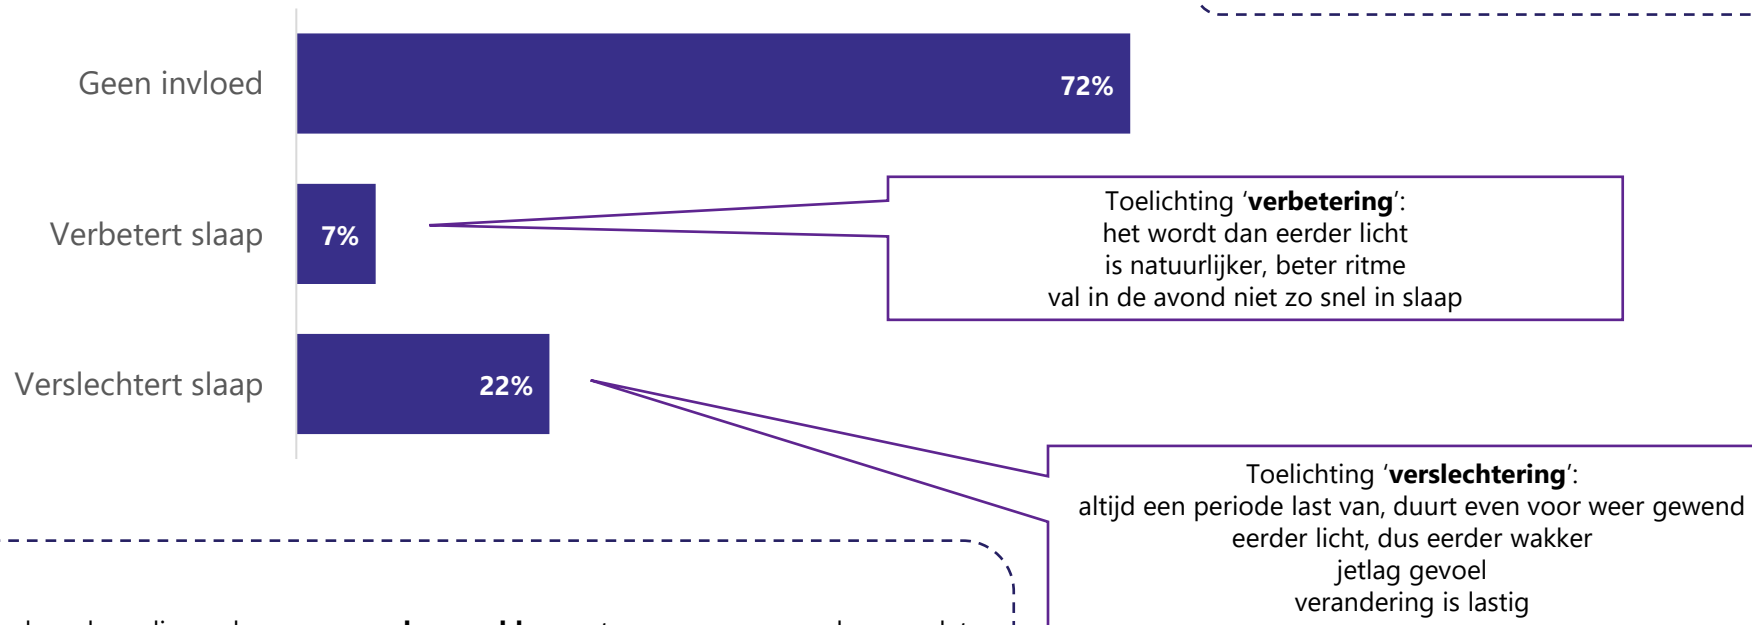 Geen invloed
72%
Verbetert slaap
7%
Toelichting ‘verbetering’:
het wordt dan eerder licht
is natuurlijker, beter ritme
val in de avond niet zo snel in slaap
Verslechtert slaap
22%
Toelichting ‘verslechtering’:
altijd een periode last van, duurt even voor weer gewend
eerder licht, dus eerder wakker
jetlag gevoel
verandering is lastig